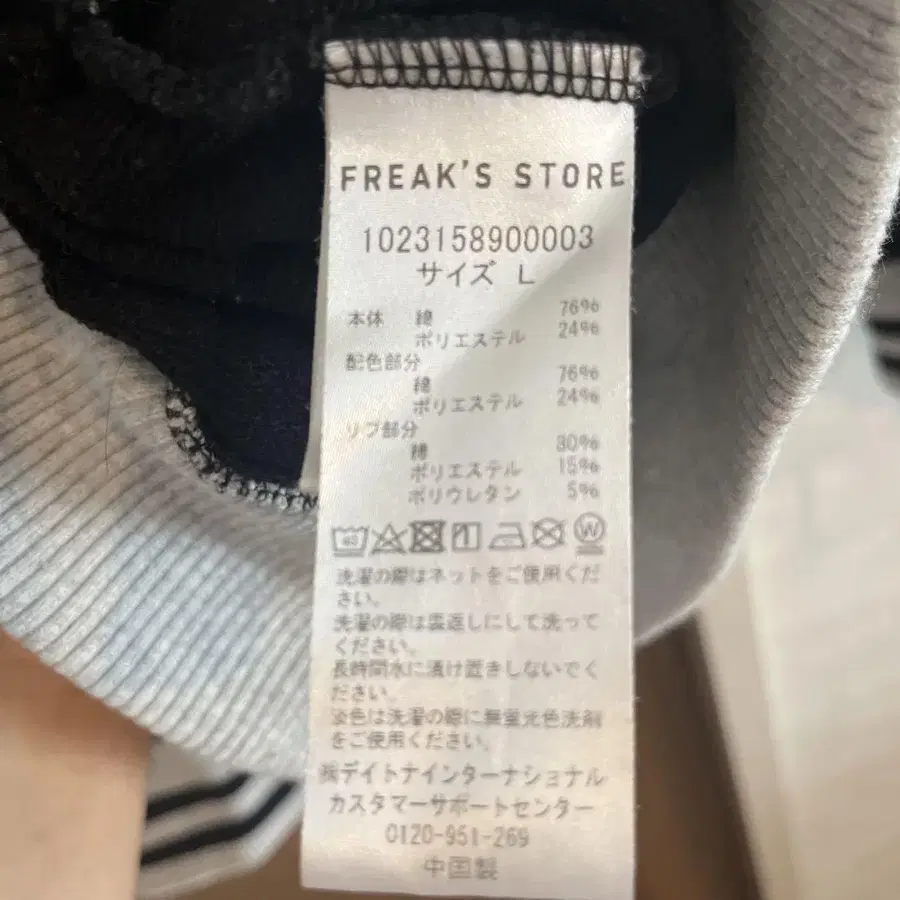 FREAK'S STORE
1023158900003
サイズ L
本体 綿 76%
ポリエステル 24%
配色部分
綿 76%
ポリエステル 24%
リブ部分
綿 80%
ポリエステル 15%
ポリウレタン 5%
40 W
洗濯の際はネットをご使用くだ
さい。
洗濯の際は裏返しにして洗って
ください。
長時間水に漬け置きしないでく
ださい。
淡色は洗濯の際に無蛍光色洗剤
をご使用ください。
㈱デイトナインターナショナル
カスタマーサポートセンター
0120-951-269
中国製